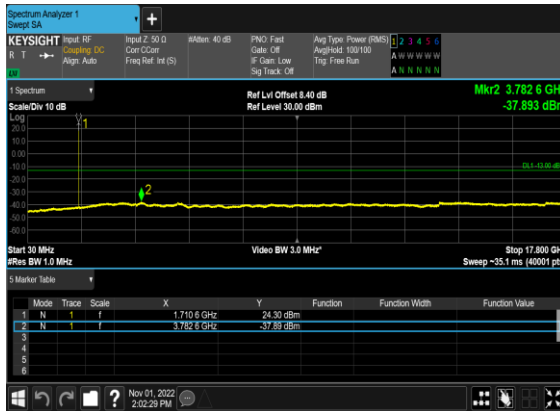 Spectrum Analyzer 1
Swept SA
+
KEYSIGHT Input: RF Input Z: 50 Ω #Atten: 40 dB PNO: Fast Avg Type: Power (RMS) 1 2 3 4 5 6
R T Coupling: DC Corr CCorr Gate: Off Avg|Hold: 100/100 A W W W W W
Align: Auto Freq Ref: Int (S) IF Gain: Low Trig: Free Run
Sig Track: Off A N N N N N
1 Spectrum
Scale/Div 10 dB Ref Lvl Offset 8.40 dB Mkr2 3.782 6 GHz
Ref Level 30.00 dBm -37.893 dBm
Log
20.0
10.0
0.00
-10.0
-20.0
-30.0
-40.0
-50.0
-60.0
1
2
DL1 -13.00 dB
Start 30 MHz Video BW 3.0 MHz* Stop 17.800 GH
#Res BW 1.0 MHz Sweep ~35.1 ms (40001 pt
5 Marker Table
Mode Trace Scale X Y Function Function Width Function Value
1 N 1 f 1.710 6 GHz 24.30 dBm
2 N 1 f 3.782 6 GHz -37.89 dBm
3
4
5
6
? Nov 01, 2022
2:02:29 PM